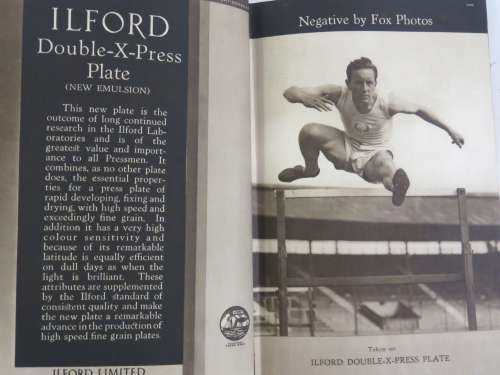 ILFORD
Double-X-Press
Plate
(NEW EMULSION)
This new plate is the
outcome of long continued
research in the Ilford Lab-
oratories and is of the
greatest value and import-
ance to all Pressmen. It
combines, as no other plate
does, the essential proper-
ties for a press plate of
rapid developing, fixing and
drying, with high speed and
exceedingly fine grain. In
addition it has a very high
colour sensitivity and
because of its remarkable
latitude is equally efficient
on dull days as when the
light is brilliant. These
attributes are supplemented
by the Ilford standard of
consistent quality and make
the new plate a remarkable
advance in the production of
high speed fine grain plates.
ILFORD LIMITED
Negative by Fox Photos
Taken on
ILFORD DOUBLE-X-PRESS PLATE